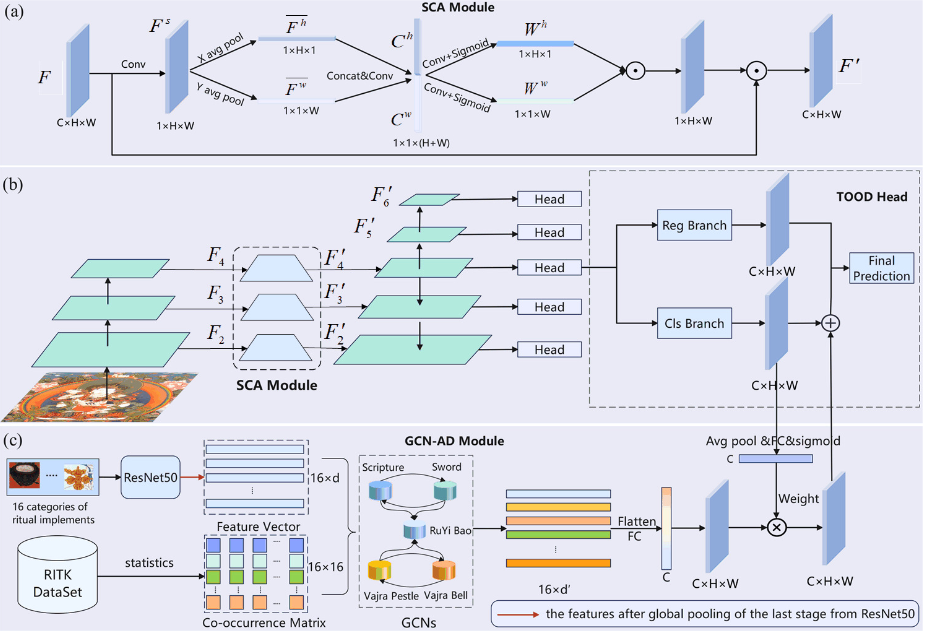 (a)
SCA Module
F
C×H×W
Conv
F^s
1×H×W
X avg pool
Y avg pool
\overline{F^h}
1×H×1
\overline{F^w}
1×1×W
Concat&Conv
C^h
C^w
1×1×(H+W)
Conv+Sigmoid
Conv+Sigmoid
W^h
1×H×1
W^w
1×1×W
1×H×W
F′
C×H×W
(b)
F_4
F_3
F_2
SCA Module
F_6′
F_5′
F_4′
F_3′
F_2′
Head
Head
Head
Head
Head
TOOD Head
Reg Branch
C×H×W
Cls Branch
C×H×W
Final
Prediction
(c)
GCN-AD Module
16 categories of
ritual implements
ResNet50
16×d
Feature Vector
RITK
DataSet
statistics
16×16
Co-occurrence Matrix
Scripture
Sword
RuYi Bao
Vajra Pestle
Vajra Bell
GCNs
16×d′
Flatten
FC
C
C×H×W
Avg pool &FC&sigmoid
C
Weight
C×H×W
the features after global pooling of the last stage from ResNet50